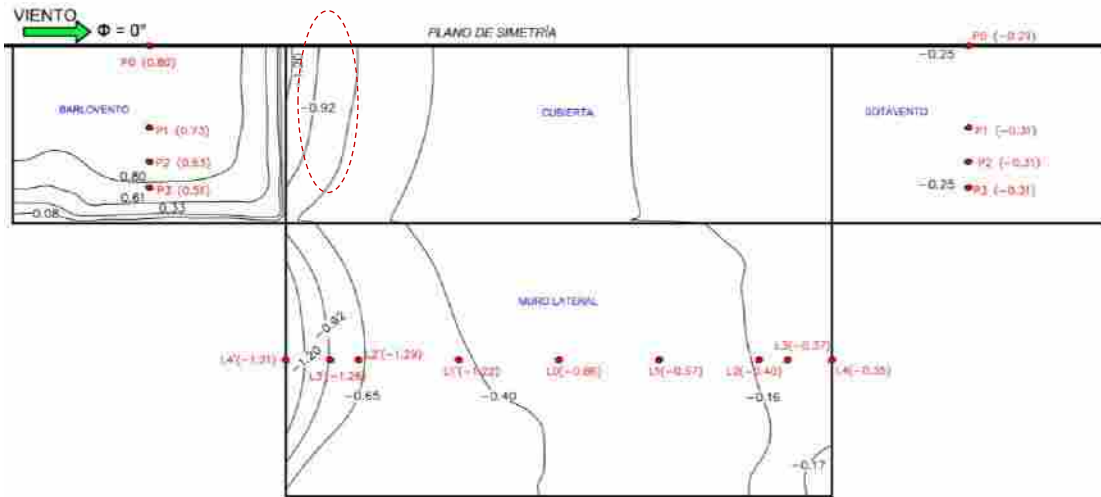 VIENTO
Φ = 0°
PLANO DE SIMETRÍA
P0 (0.80)
P0 (-0.29)
-0.25
BARLOVENTO
-0.92
CUBIERTA
SOTAVENTO
P1 (0.73)
P1 (-0.31)
P2 (0.63)
P2 (-0.31)
0.80
P3 (0.51)
-0.25
P3 (-0.31)
0.61
0.33
-0.08
MURO LATERAL
-0.92
-1.20
L4'(-1.31)
L3'(-1.26)
L2'(-1.29)
L1'(-1.22)
L0(-0.86)
L1(-0.57)
L2(-0.40)
L3(-0.37)
L4(-0.35)
-0.65
-0.40
-0.16
-0.17